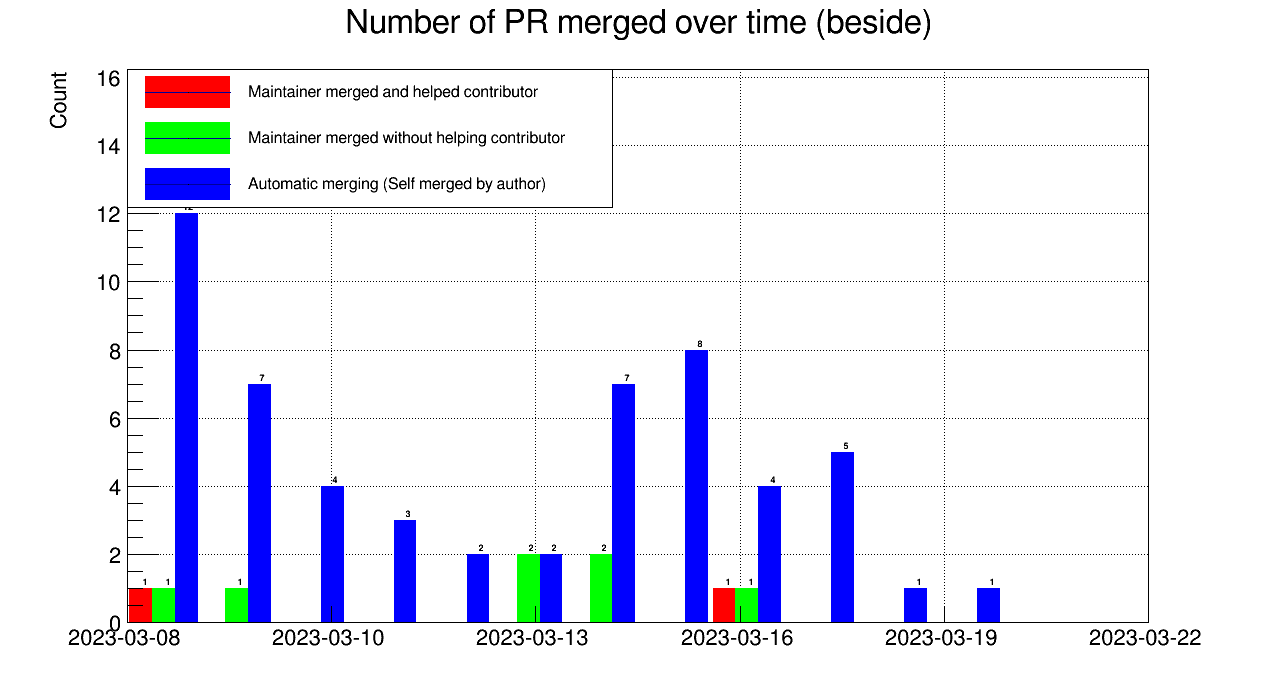 Number of PR merged over time (beside)
Count
16
14
12
10
8
6
4
2
0
Maintainer merged and helped contributor
Maintainer merged without helping contributor
Automatic merging (Self merged by author)
1 1 1 7 4 3 2 2 2 2 7 8 1 1 4 5 1 1
2023-03-08 2023-03-10 2023-03-13 2023-03-16 2023-03-19 2023-03-22